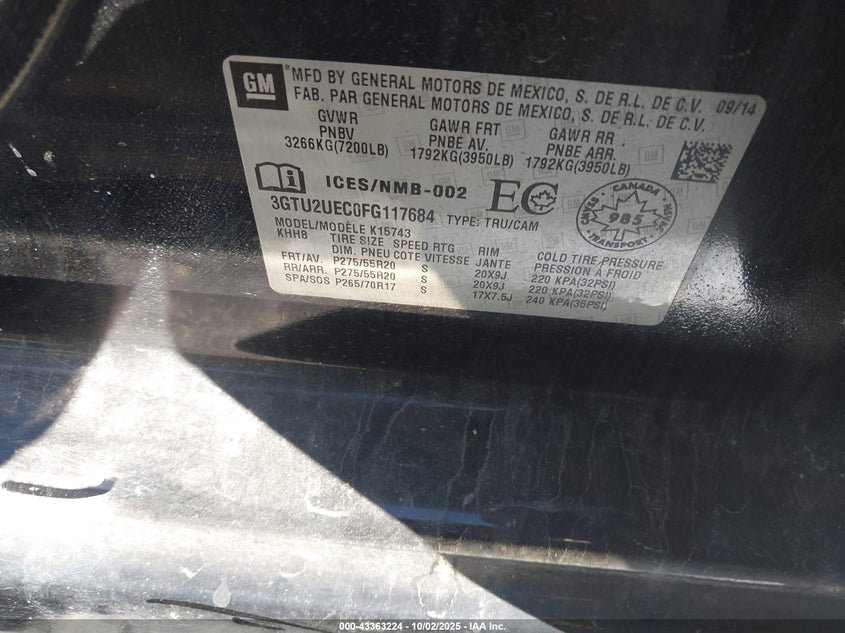 GM
MFD BY GENERAL MOTORS DE MEXICO, S. DE R.L. DE C.V. 09/14
FAB. PAR GENERAL MOTORS DE MEXICO, S. DE R.L. DE C.V.
GVWR GAWR FRT GAWR RR
PNBV PNBE AV. PNBE ARR.
3266KG(7200LB) 1792KG(3950LB) 1792KG(3950LB)
ICES/NMB-002 EC
3GTU2UEC0FG117684 TYPE: TRU/CAM
CANADA
CMVSS 985 NSVAC
TRANSPORT
MODEL/MODÈLE K15743
KHH8 TIRE SIZE SPEED RTG RIM COLD TIRE PRESSURE
DIM. PNEU COTE VITESSE JANTE PRESSION À FROID
FRT/AV. P275/55R20 S 20X9J 220 KPA(32PSI)
RR/ARR. P275/55R20 S 20X9J 220 KPA(32PSI)
SPA/SOS P265/70R17 S 17X7.5J 240 KPA(35PSI)
000-43363224 - 10/02/2025 - IAA Inc.